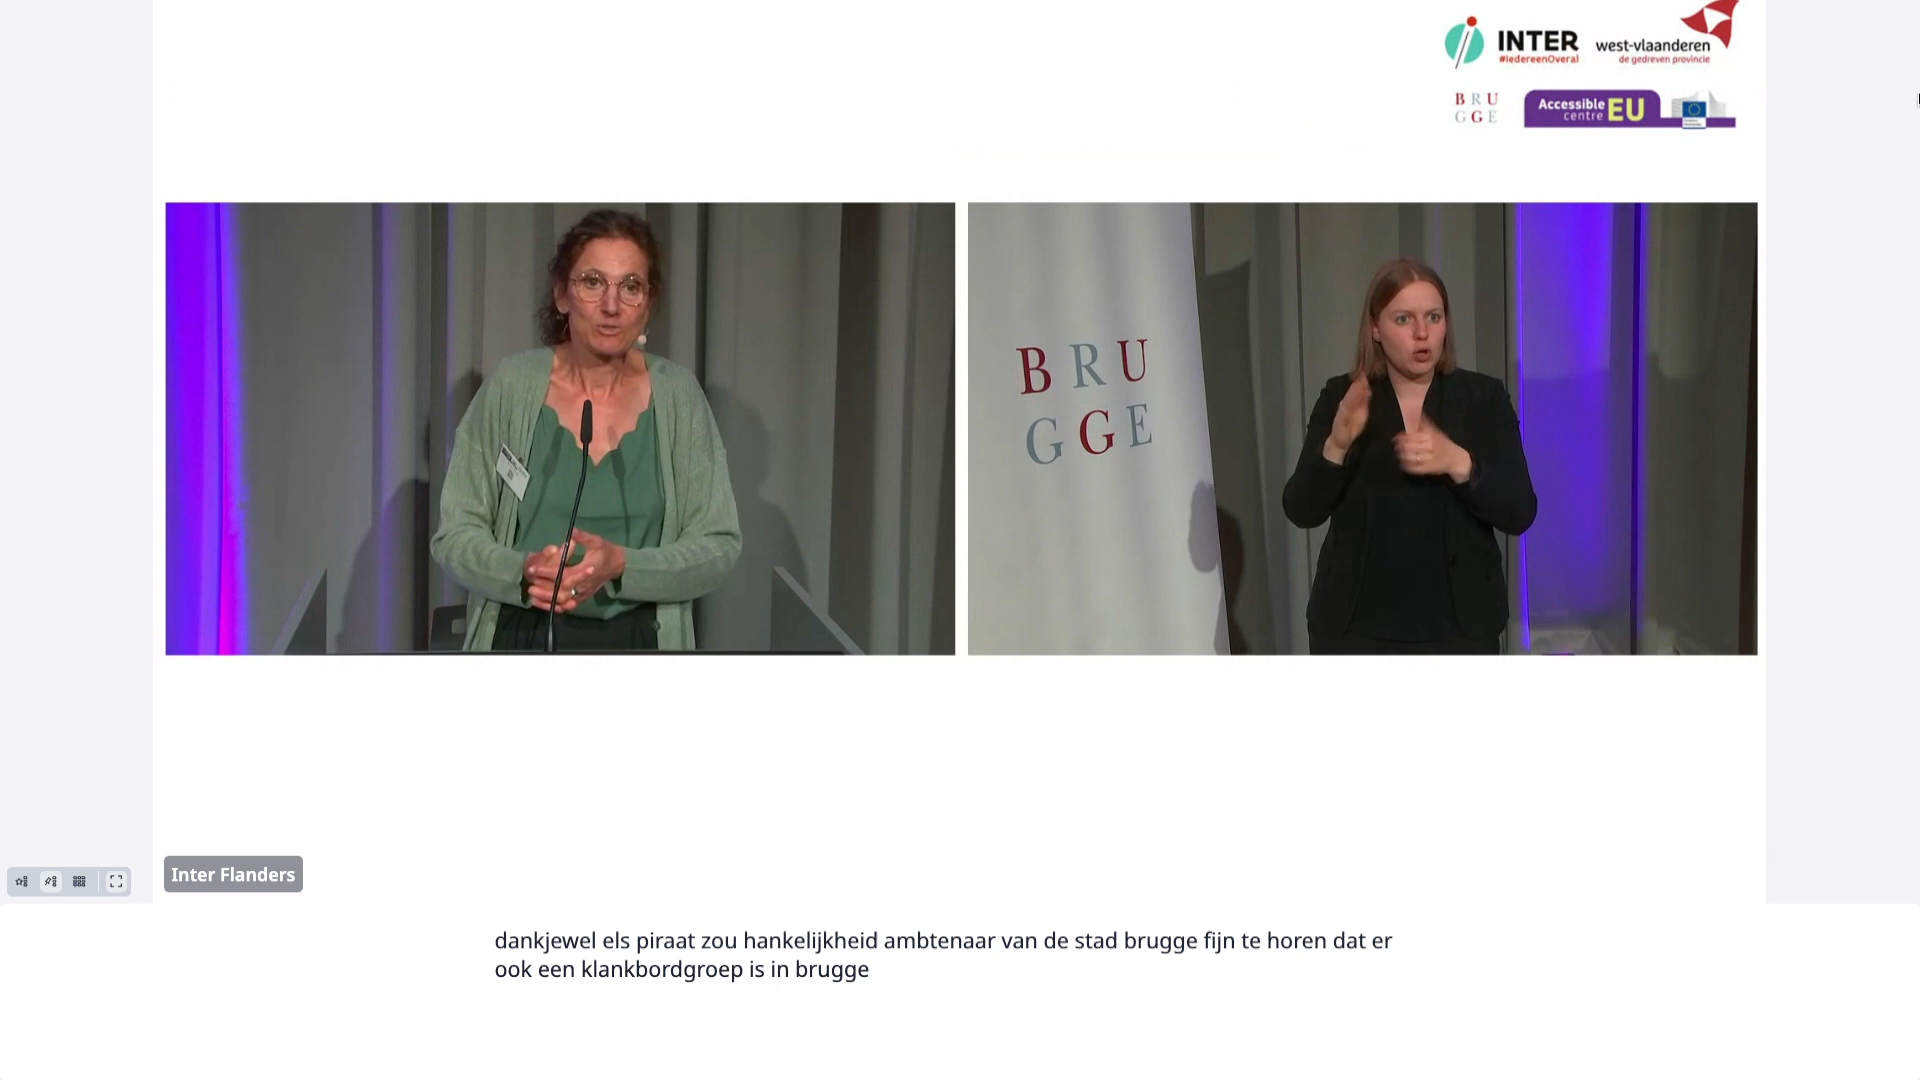 INTER
#IedereenOveral
west-vlaanderen
de gedreven provincie
BRU
GGE
Accessible
centre
EU
BRU
GGE
Inter Flanders
dankjewel els piraat zou hankelijkheid ambtenaar van de stad brugge fijn te horen dat er
ook een klankbordgroep is in brugge